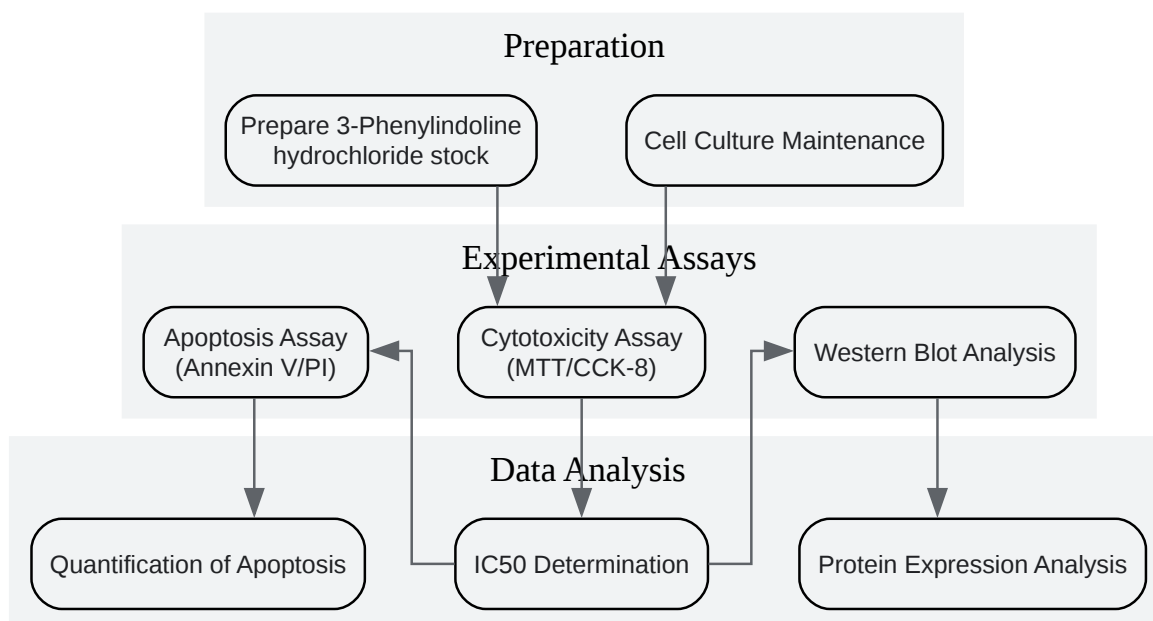 Preparation
Prepare 3-Phenylindoline
hydrochloride stock
Cell Culture Maintenance
Experimental Assays
Apoptosis Assay
(Annexin V/PI)
Cytotoxicity Assay
(MTT/CCK-8)
Western Blot Analysis
Data Analysis
Quantification of Apoptosis
IC50 Determination
Protein Expression Analysis